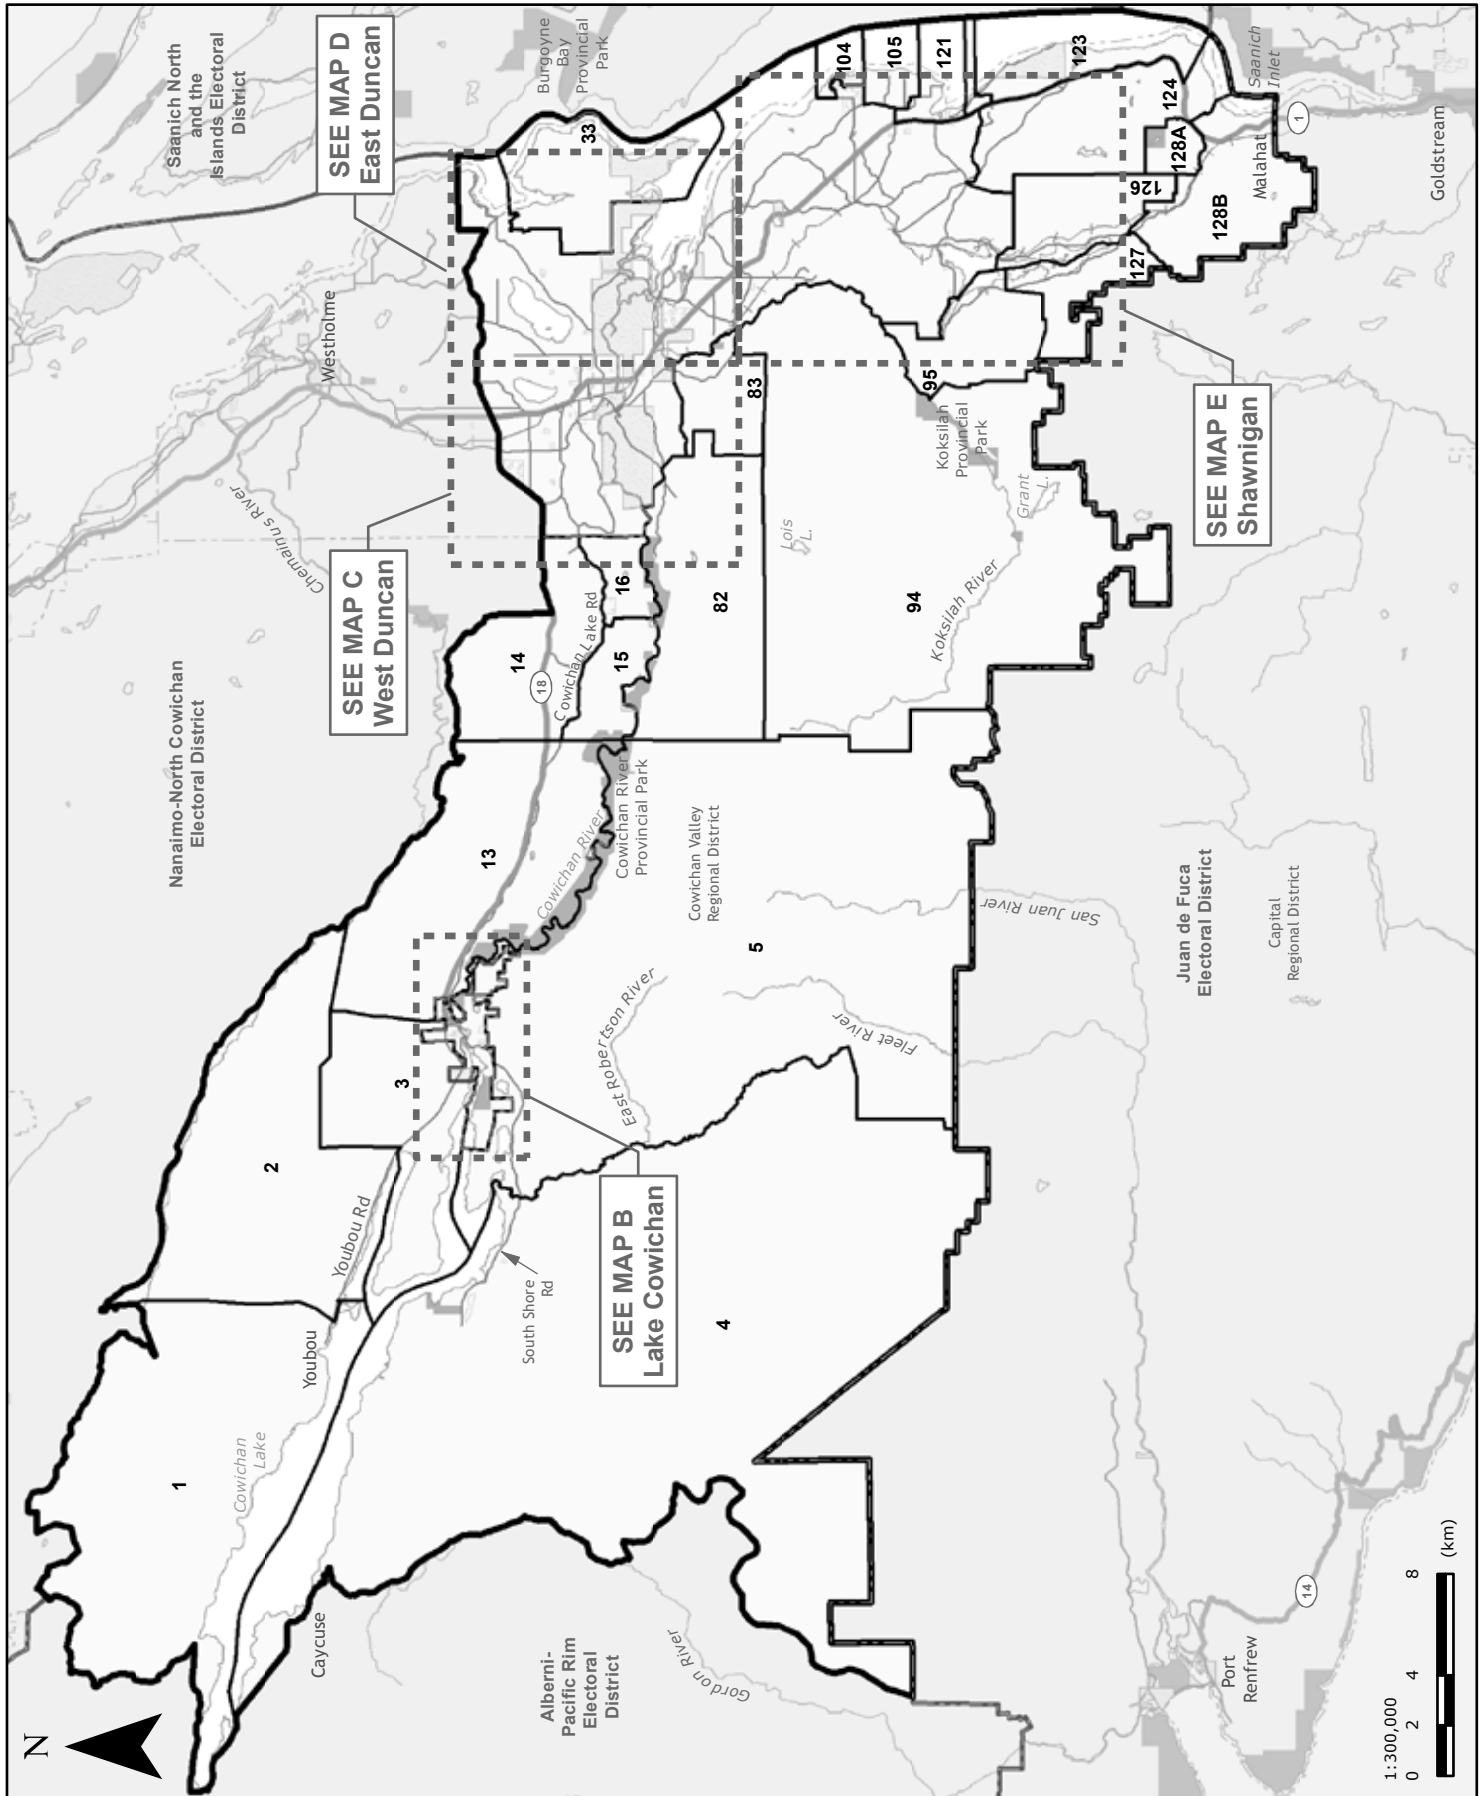 N
1
Cowichan
Lake
Youbou
Youbou Rd
2
3
Caycuse
South Shore
Rd
4
SEE MAP B
Lake Cowichan
Alberni-
Pacific Rim
Electoral
District
Gordon River
Port
Renfrew
14
1:300,000
0
2
4
8
(km)
Nanaimo-North Cowichan
Electoral District
13
Cowichan River
Cowichan River
Provincial Park
Cowichan Valley
Regional District
5
East Robertson River
Fleet River
San Juan River
Juan de Fuca
Electoral District
Capital
Regional District
Chemainus River
Westholme
SEE MAP C
West Duncan
14
18
Cowichan Lake Rd
15
16
82
83
Lois
L.
94
Koksilah River
Grant
L.
Koksilah
Provincial
Park
95
SEE MAP D
East Duncan
Saanich North
and the
Islands Electoral
District
Burgoyne
Bay
Provincial
Park
33
104
105
121
123
124
126
127
128A
128B
Malahat
Saanich
Inlet
1
Goldstream
SEE MAP E
Shawnigan